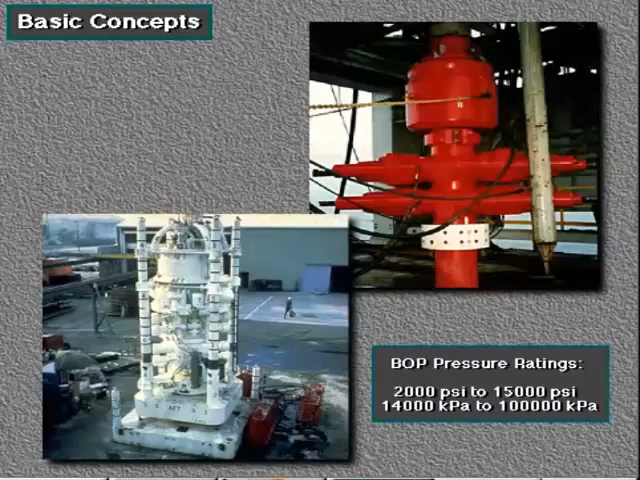 Basic Concepts
BOP Pressure Ratings:
2000 psi to 15000 psi
14000 kPa to 100000 kPa